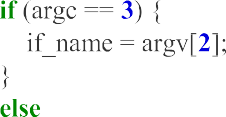 if (argc == 3) {
    if_name = argv[2];
}
else